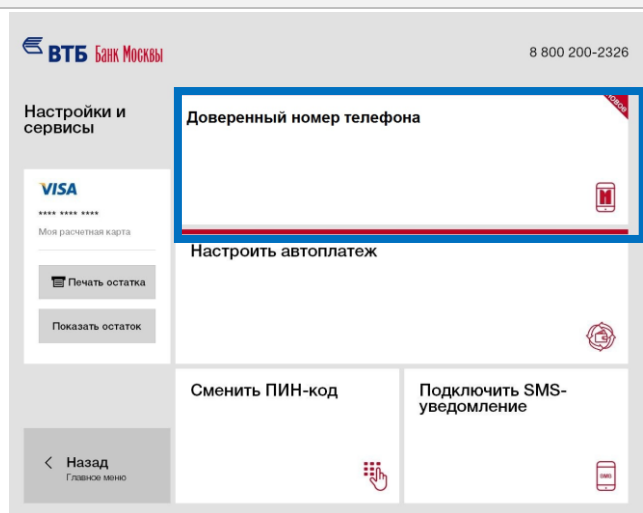 ВТБ Банк Москвы
8 800 200-2326
Настройки и
сервисы
Доверенный номер телефона
новое
VISA
**** **** ****
Моя расчетная карта
Печать остатка
Показать остаток
Настроить автоплатеж
Сменить ПИН-код
Подключить SMS-
уведомление
Назад
Главное меню